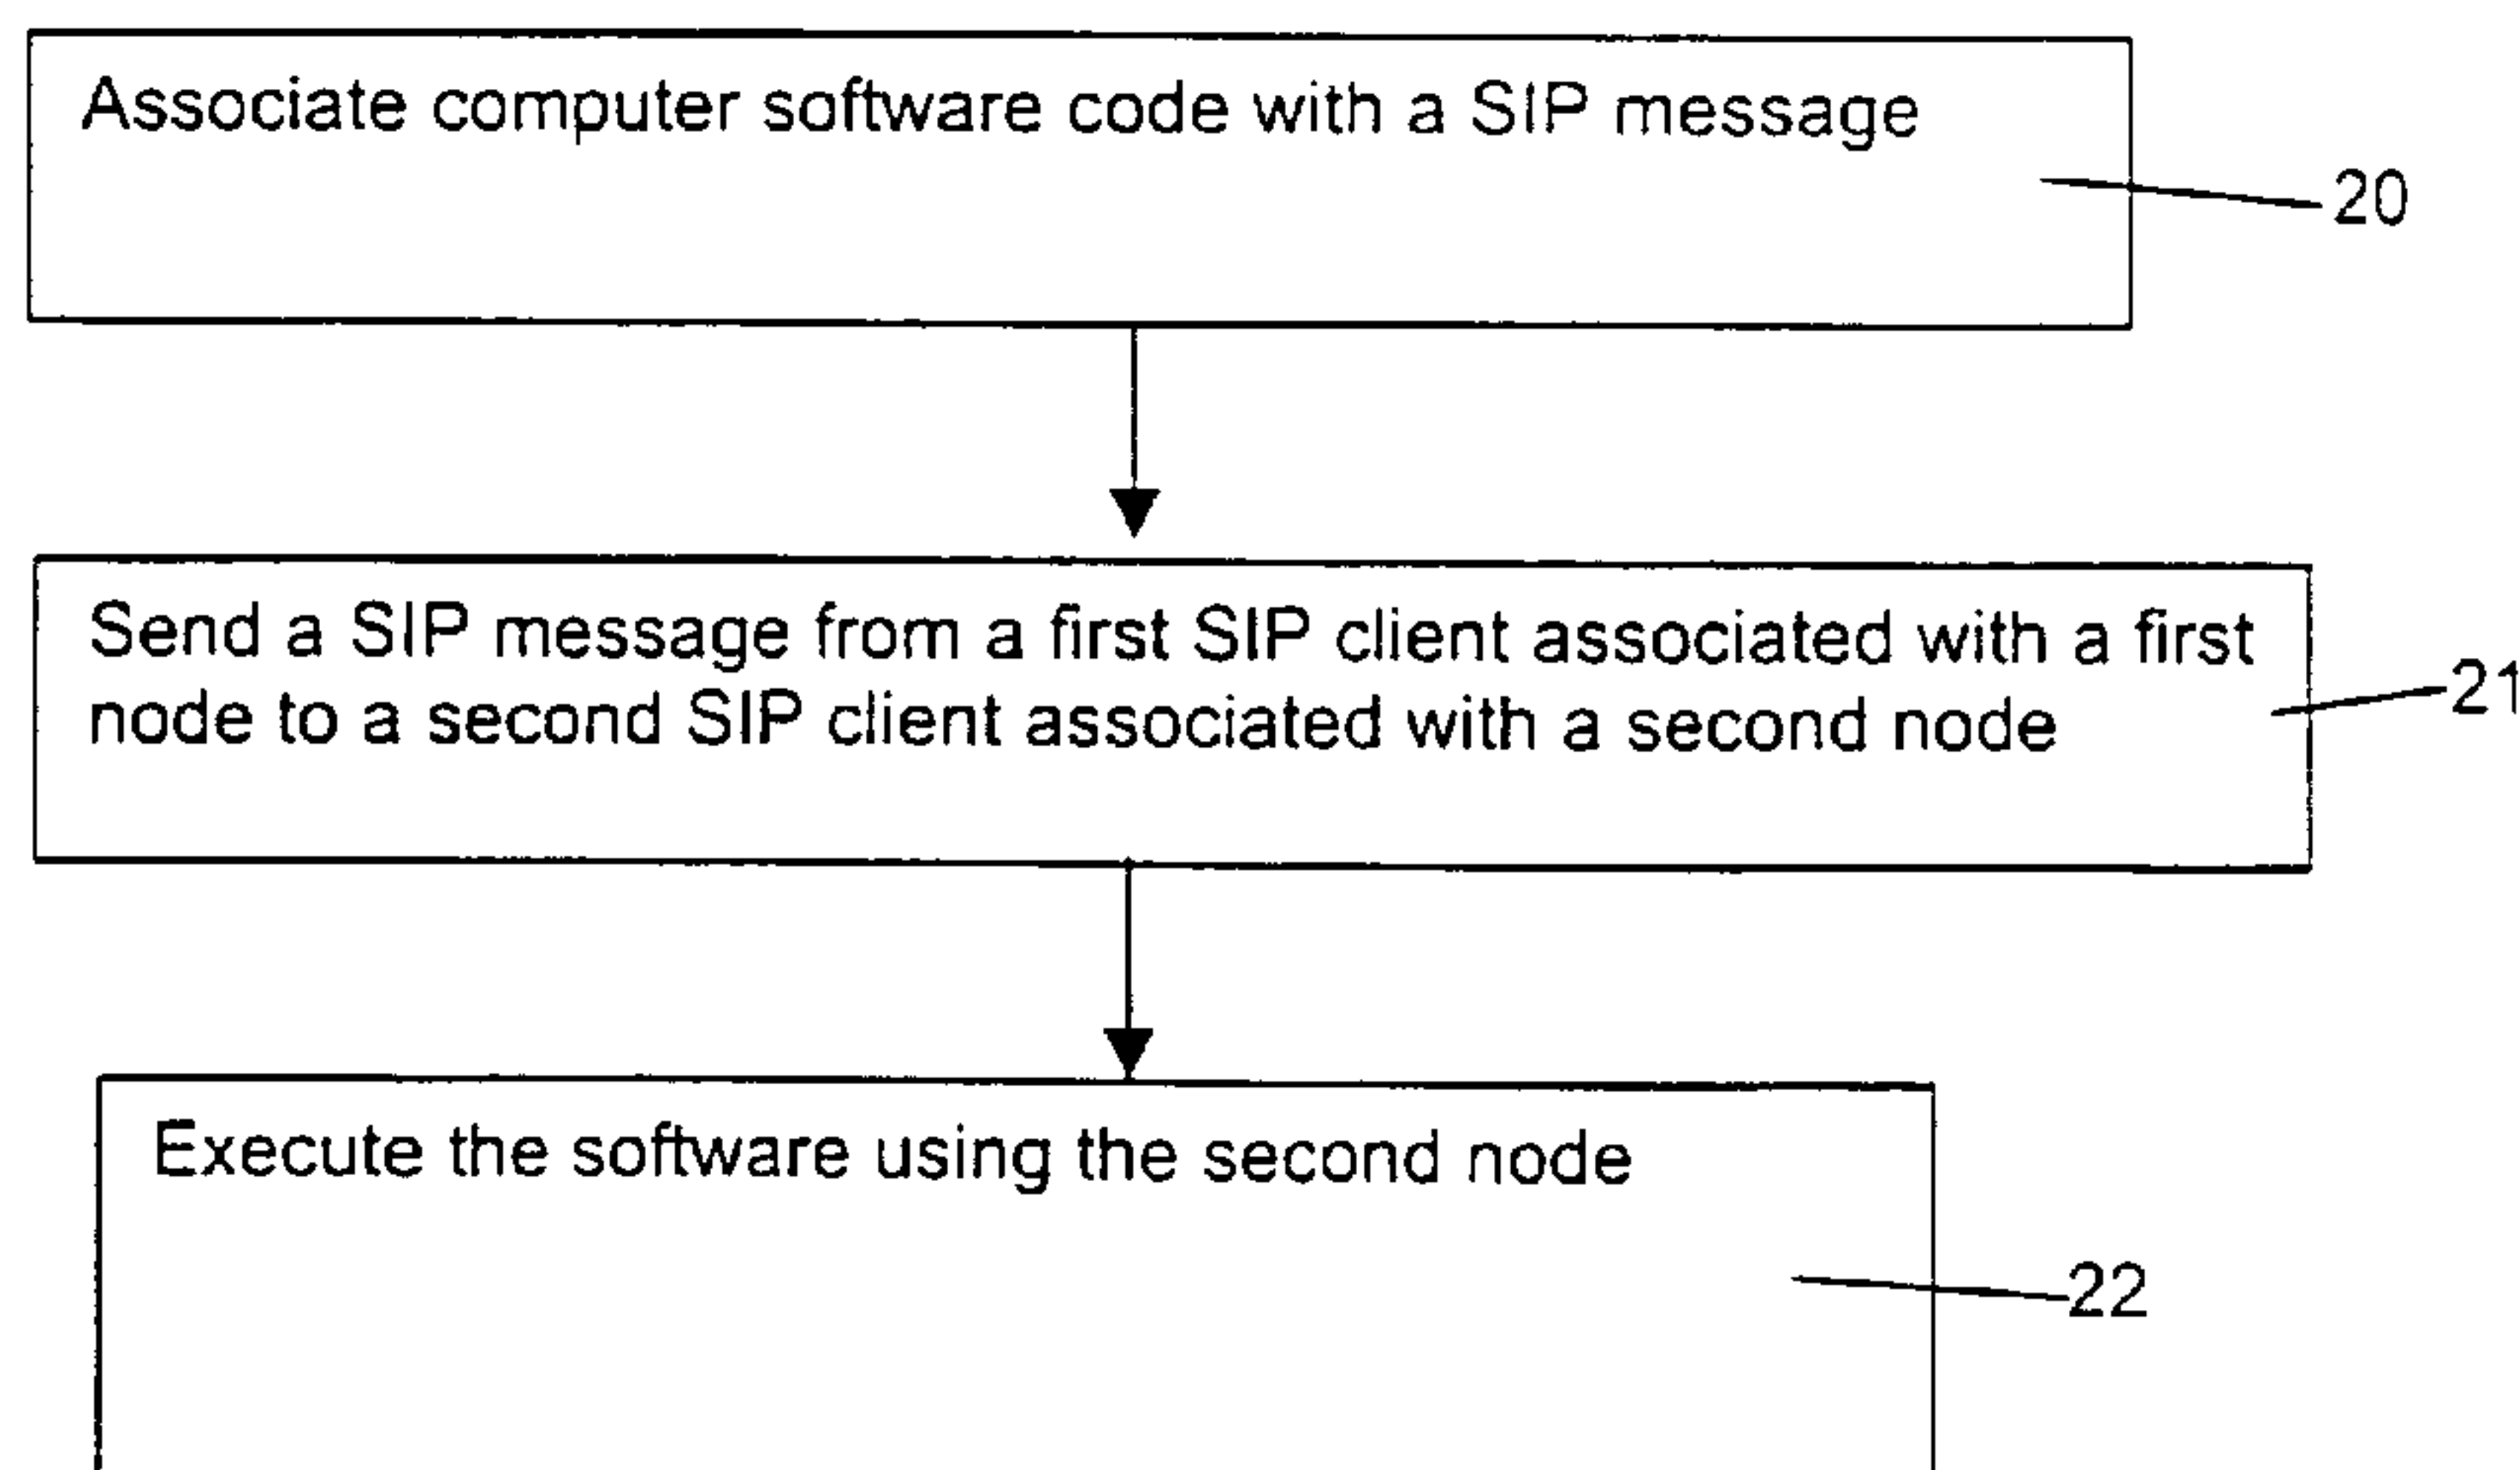 Associate computer software code with a SIP message
20
Send a SIP message from a first SIP client associated with a first
node to a second SIP client associated with a second node
21
Execute the software using the second node
22